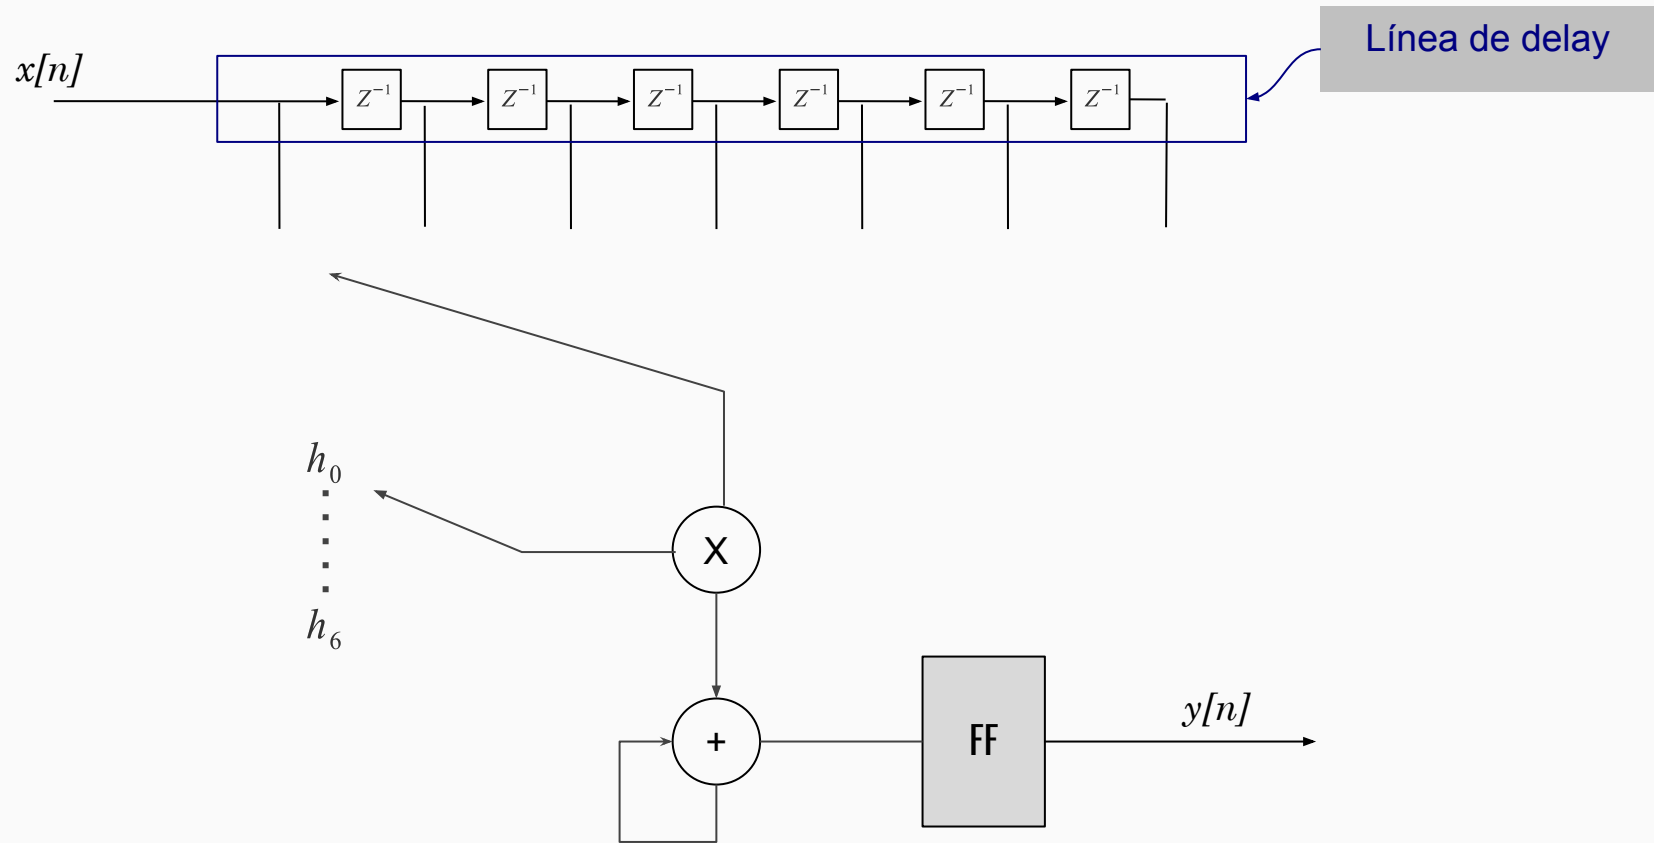 Línea de delay
x[n]
Z⁻¹ Z⁻¹ Z⁻¹ Z⁻¹ Z⁻¹ Z⁻¹
h₀
h₆
X
+
FF
y[n]